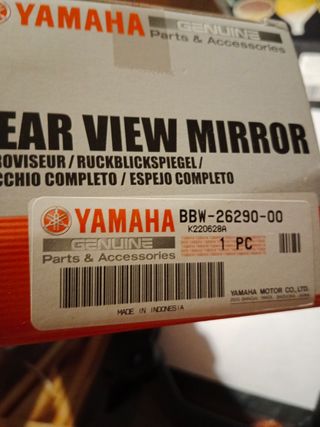 YAMAHA GENUINE
Parts & Accessories
EAR VIEW MIRROR
ROVISEUR / RUCKBLICKSPIEGEL /
CCHIO COMPLETO / ESPEJO COMPLETO
YAMAHA BBW-26290-00
K220628A
GENUINE
1 PC
Parts & Accessories
MADE IN INDONESIA
YAMAHA MOTOR CO.,LTD.